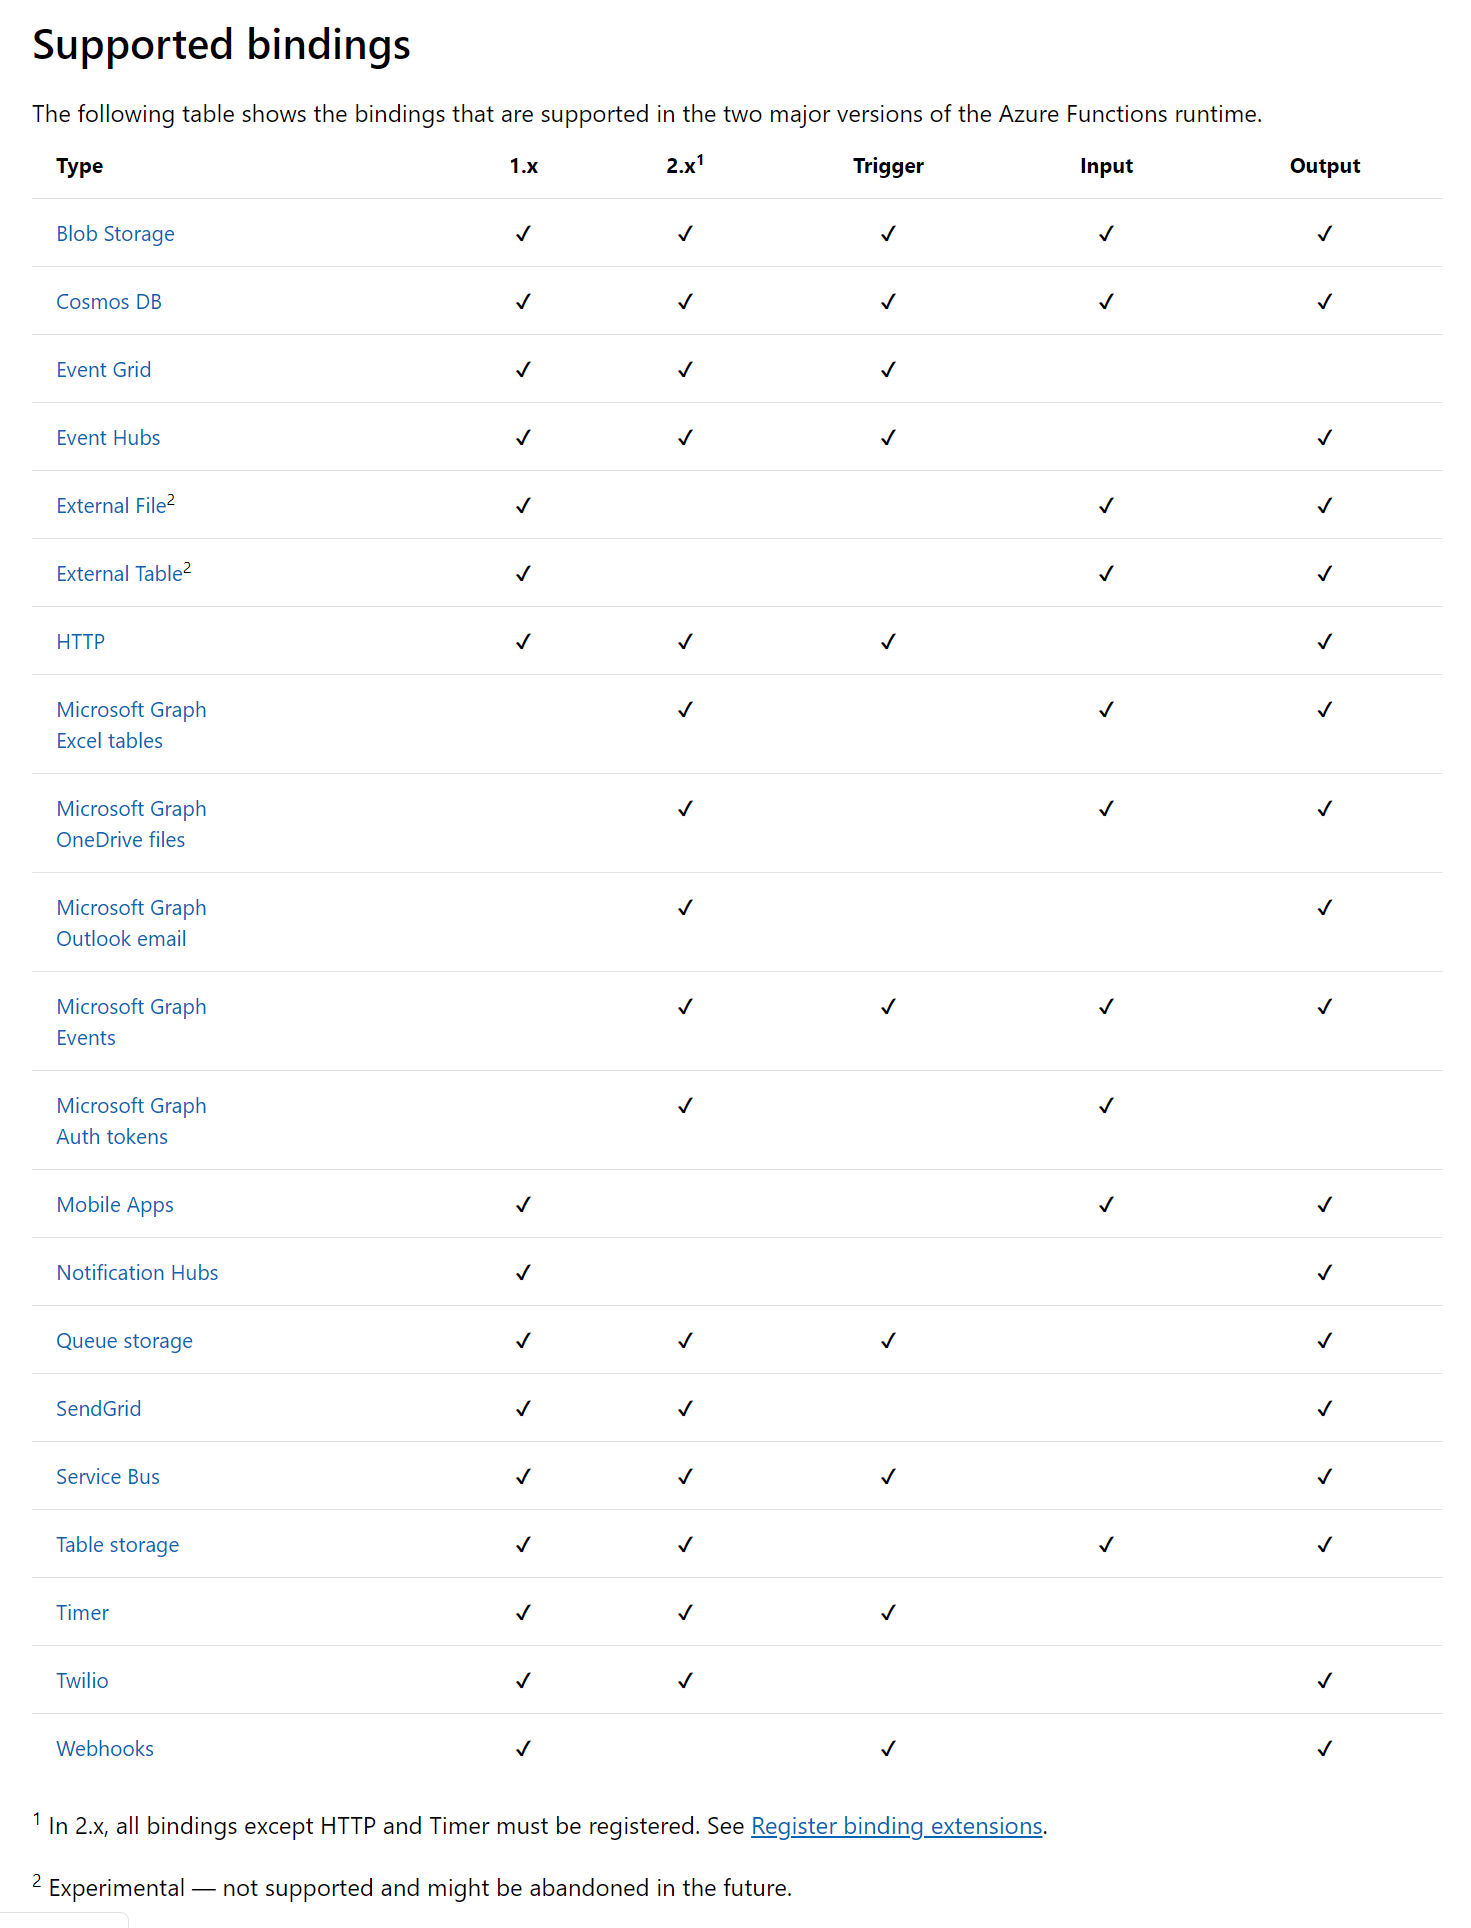 Supported bindings
The following table shows the bindings that are supported in the two major versions of the Azure Functions runtime.
Type 1.x 2.x¹ Trigger Input Output
Blob Storage ✓ ✓ ✓ ✓ ✓
Cosmos DB ✓ ✓ ✓ ✓ ✓
Event Grid ✓ ✓ ✓
Event Hubs ✓ ✓ ✓ ✓
External File² ✓ ✓ ✓
External Table² ✓ ✓ ✓
HTTP ✓ ✓ ✓ ✓
Microsoft Graph ✓ ✓ ✓
Excel tables
Microsoft Graph ✓ ✓ ✓
OneDrive files
Microsoft Graph ✓ ✓
Outlook email
Microsoft Graph ✓ ✓ ✓ ✓
Events
Microsoft Graph ✓ ✓
Auth tokens
Mobile Apps ✓ ✓ ✓
Notification Hubs ✓ ✓
Queue storage ✓ ✓ ✓ ✓
SendGrid ✓ ✓ ✓
Service Bus ✓ ✓ ✓ ✓
Table storage ✓ ✓ ✓ ✓
Timer ✓ ✓ ✓
Twilio ✓ ✓ ✓
Webhooks ✓ ✓ ✓
¹ In 2.x, all bindings except HTTP and Timer must be registered. See Register binding extensions.
² Experimental — not supported and might be abandoned in the future.